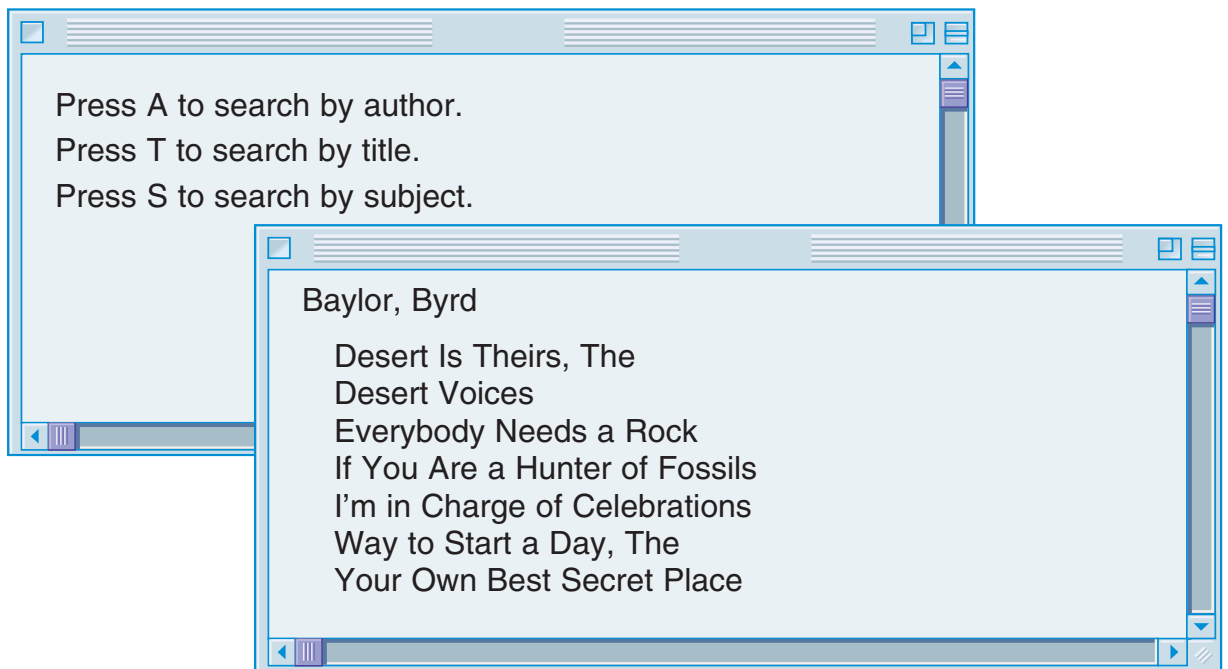 Press A to search by author.
Press T to search by title.
Press S to search by subject.
Baylor, Byrd
Desert Is Theirs, The
Desert Voices
Everybody Needs a Rock
If You Are a Hunter of Fossils
I’m in Charge of Celebrations
Way to Start a Day, The
Your Own Best Secret Place